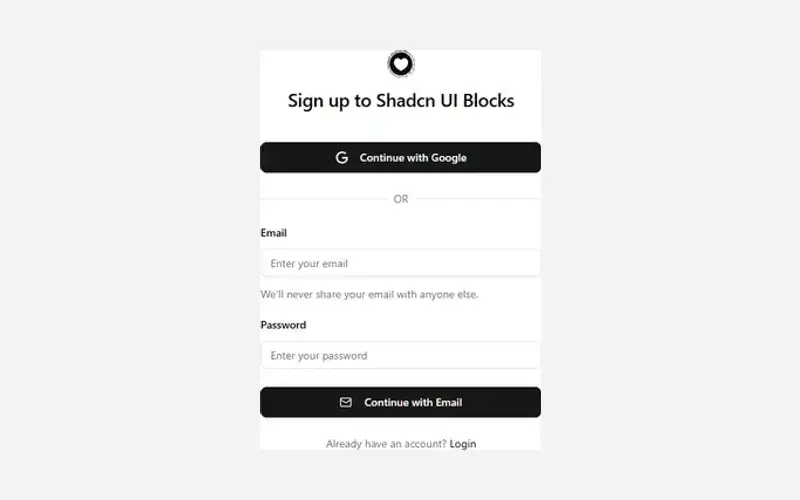 Sign up to Shadcn UI Blocks
Continue with Google
OR
Email
Enter your email
We'll never share your email with anyone else.
Password
Enter your password
Continue with Email
Already have an account? Login